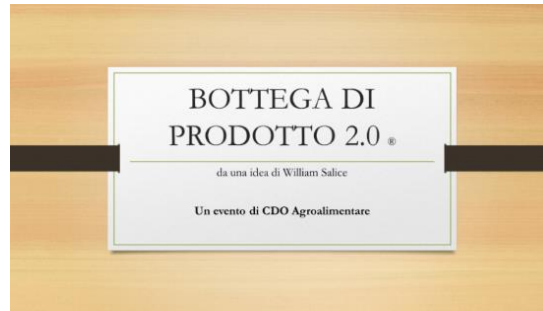 BOTTEGA DI
PRODOTTO 2.0 ®
da una idea di William Salice
Un evento di CDO Agroalimentare